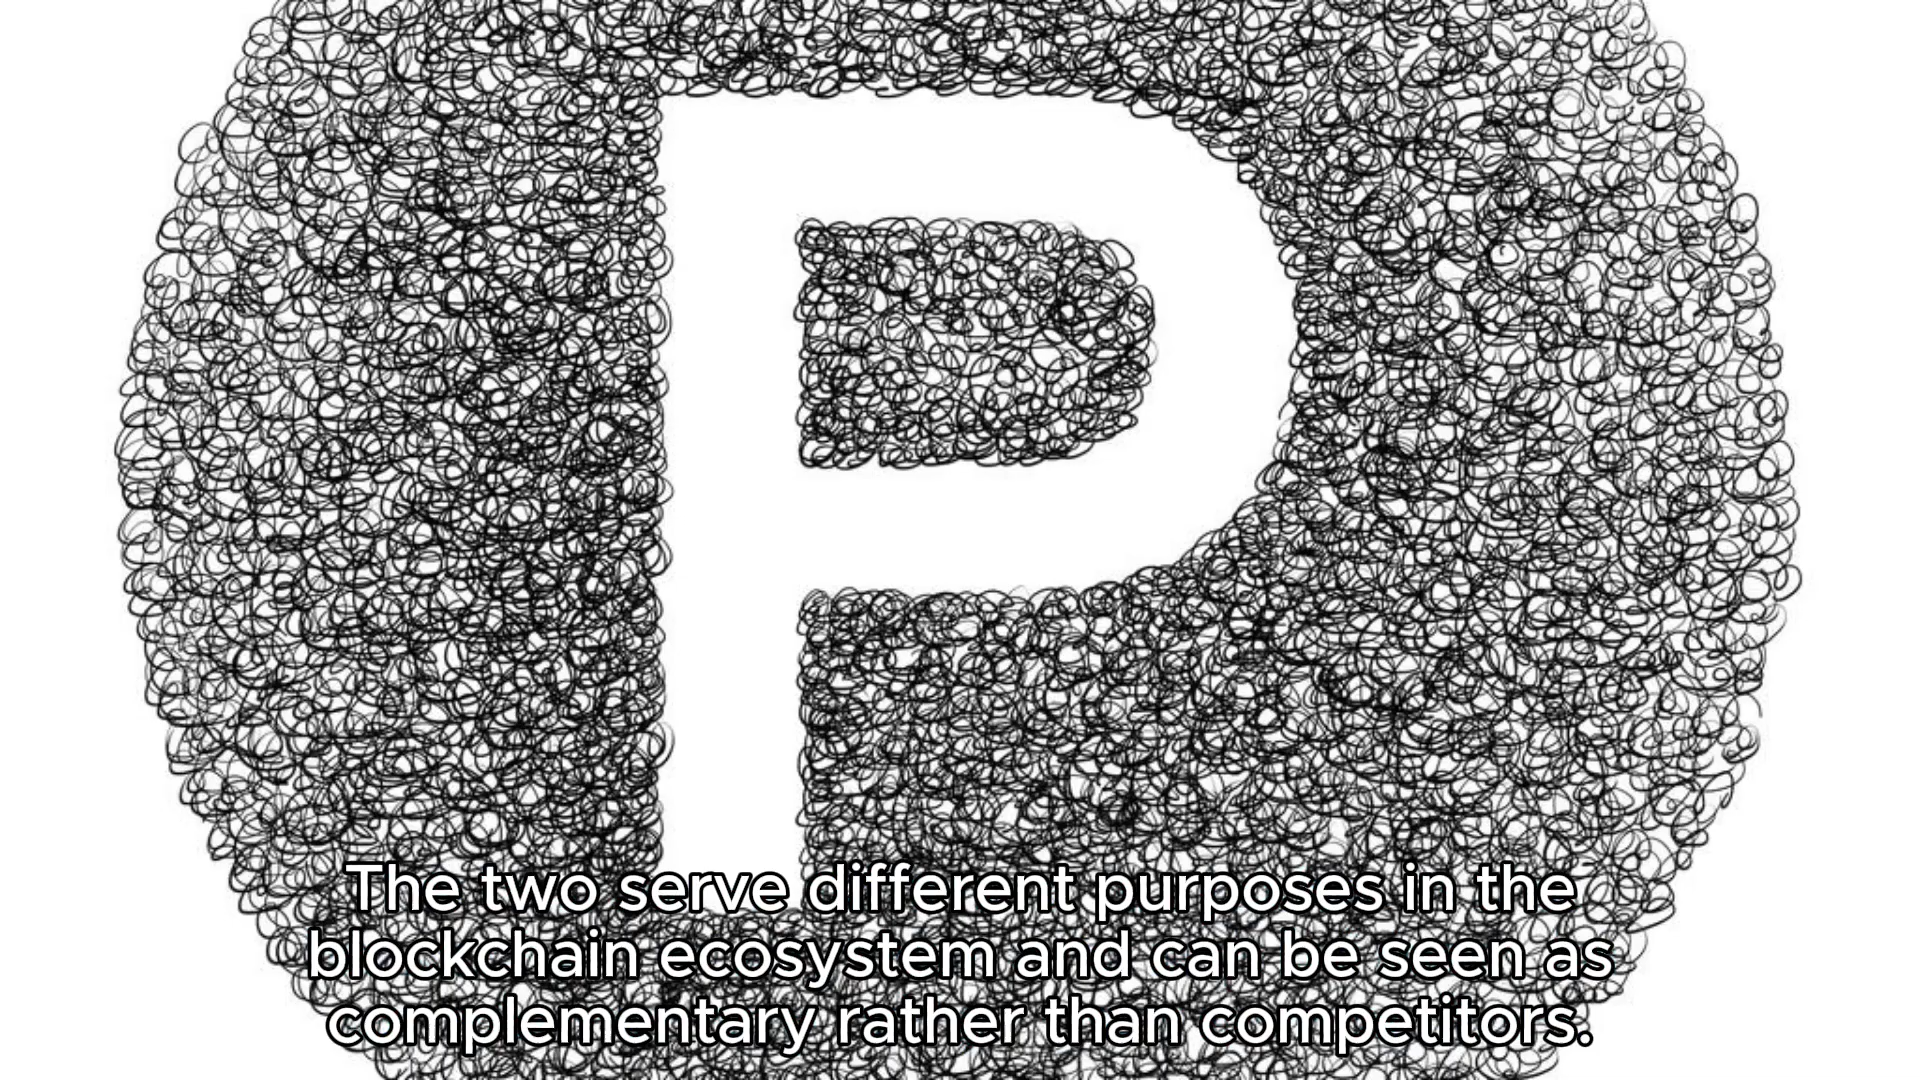 P
The two serve different purposes in the
blockchain ecosystem and can be seen as
complementary rather than competitors.